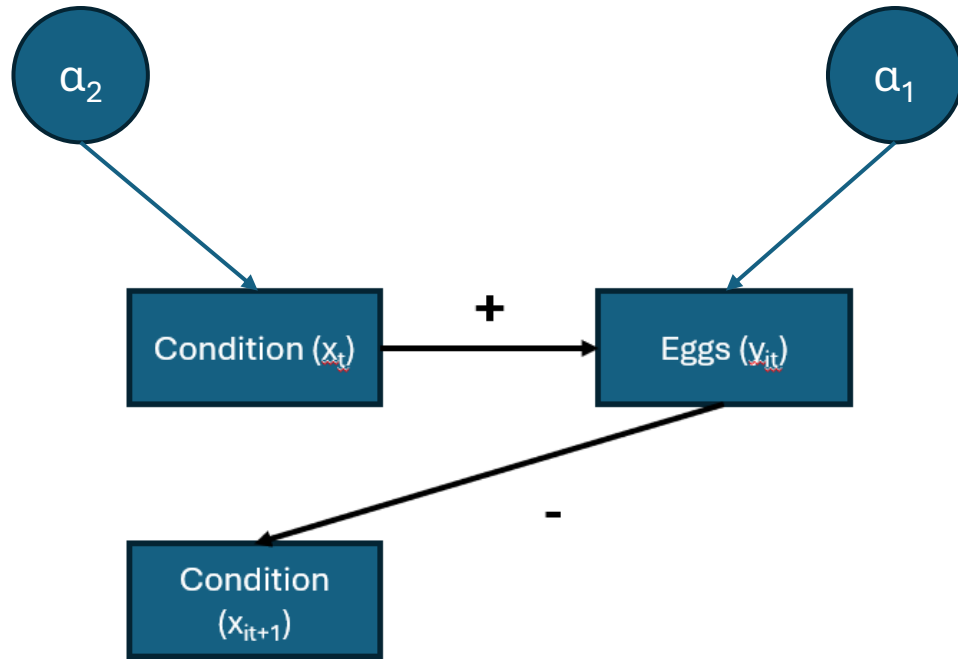 α₂
α₁
+
Condition (xₜ)
Eggs (yᵢₜ)
-
Condition
(xᵢₜ₊₁)